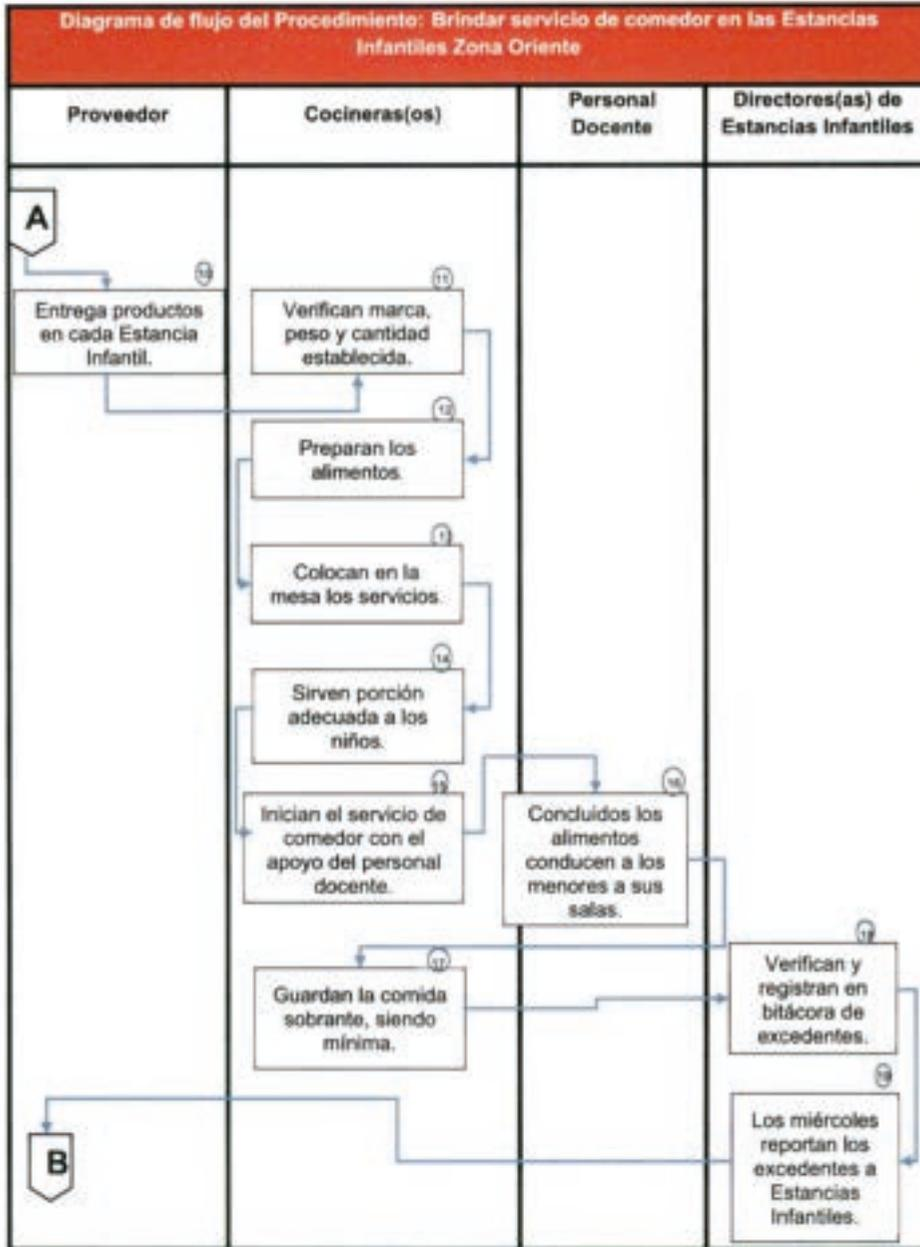 Diagrama de flujo del Procedimiento: Brindar servicio de comedor en las Estancias
Infantiles Zona Oriente
Proveedor
Cocineras(os)
Personal
Docente
Directores(as) de
Estancias Infantiles
A
10
Entrega productos
en cada Estancia
Infantil.
11
Verifican marca,
peso y cantidad
establecida.
12
Preparan los
alimentos.
Colocan en la
mesa los servicios.
14
Sirven porción
adecuada a los
niños.
15
Inician el servicio de
comedor con el
apoyo del personal
docente.
16
Concluidos los
alimentos
conducen a los
menores a sus
salas.
17
Guardan la comida
sobrante, siendo
mínima.
18
Verifican y
registran en
bitácora de
excedentes.
19
Los miércoles
reportan los
excedentes a
Estancias
Infantiles.
B